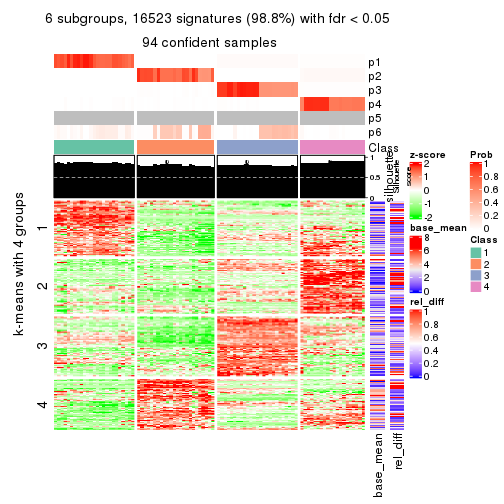 6 subgroups, 16523 signatures (98.8%) with fdr < 0.05
94 confident samples
p1
p2
p3
p4
p5
p6
Class
1
0.5
0
silhouette
Silhouette
score
k-means with 4 groups
1
2
3
4
base_mean
rel_diff
z-score
2
1
0
-1
-2
base_mean
8
6
4
2
0
rel_diff
1
0.8
0.6
0.4
0.2
0
Prob
1
0.8
0.6
0.4
0.2
0
Class
1
2
3
4